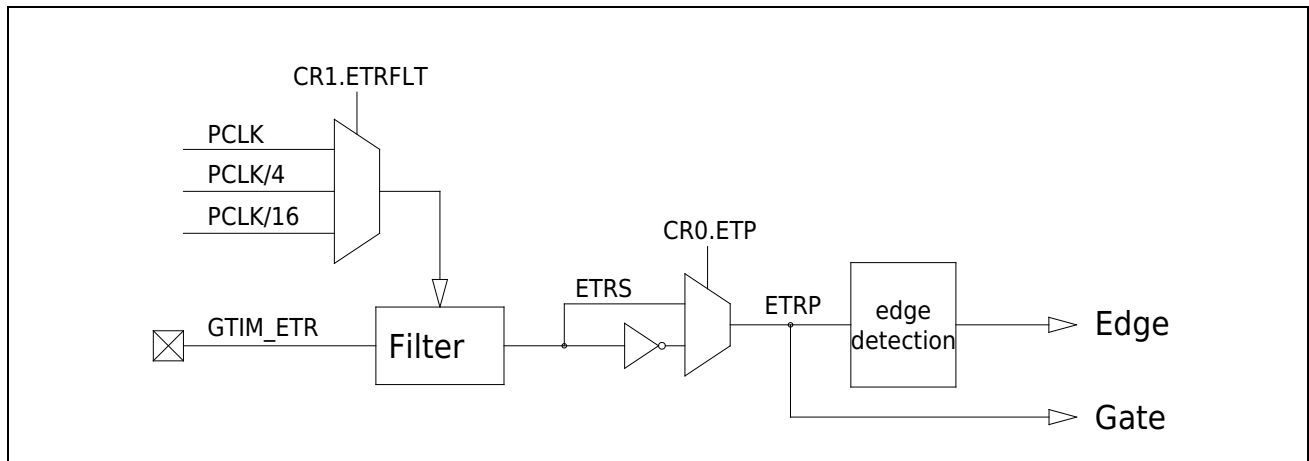 CR1.ETRFLT
PCLK
PCLK/4
PCLK/16
CR0.ETP
ETRS
ETRP
GTIM_ETR
Filter
edge
detection
Edge
Gate